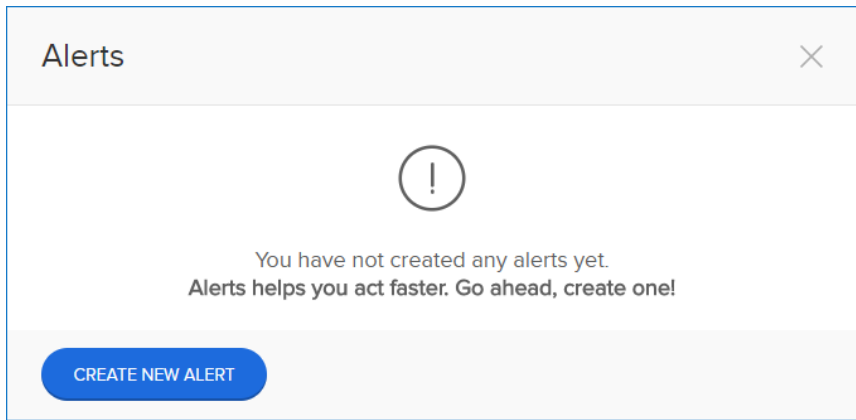 Alerts
You have not created any alerts yet.
Alerts helps you act faster. Go ahead, create one!
CREATE NEW ALERT